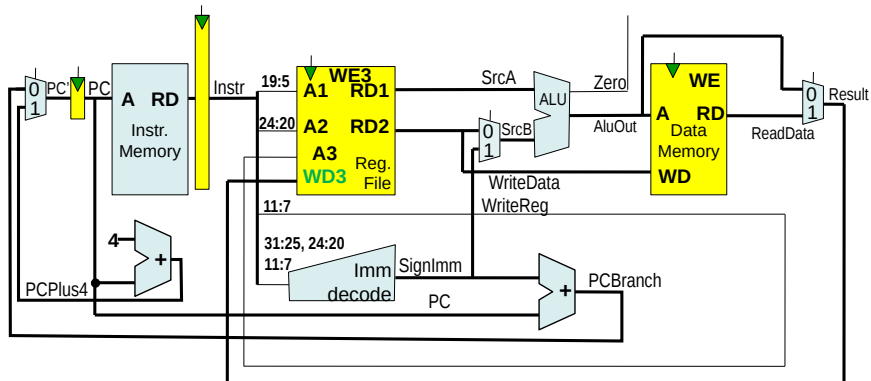 PC'
PC
0
1
A RD
Instr.
Memory
Instr
19:5
24:20
WE3
A1 RD1
A2 RD2
A3
WD3
Reg.
File
SrcA
0
1
SrcB
ALU
Zero
AluOut
WriteData
WriteReg
WE
A RD
Data
Memory
WD
ReadData
0
1
Result
11:7
31:25, 24:20
11:7
Imm
decode
SignImm
4
+
PCPlus4
PC
+
PCBranch